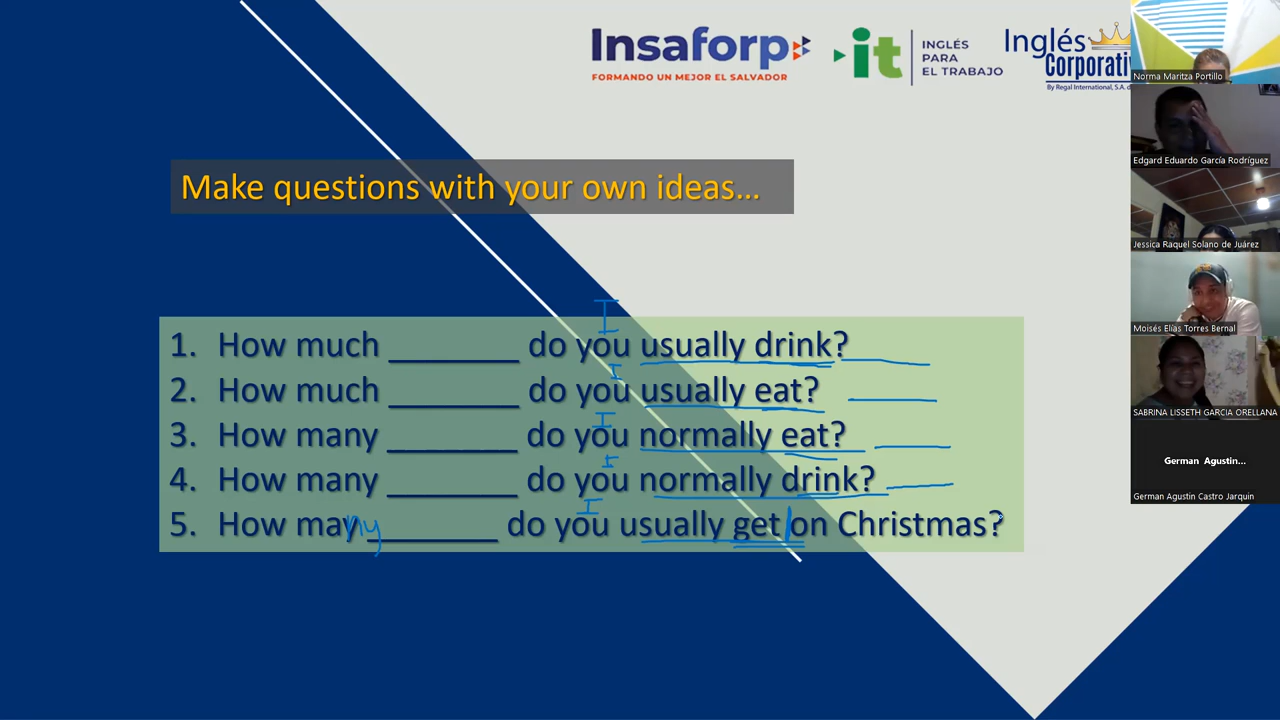 Insaforp
FORMANDO UN MEJOR EL SALVADOR
it
INGLÉS
PARA
EL TRABAJO
Inglés
Corporativ
By Regal International, S.A. d
Make questions with your own ideas...
I
1. How much ________ do you usually drink?
I
2. How much ________ do you usually eat?
I
3. How many ________ do you normally eat?
I
4. How many ________ do you normally drink?
I
5. How many ________ do you usually get on Christmas?
Norma Maritza Portillo
Edgard Eduardo García Rodríguez
Jessica Raquel Solano de Juárez
Moisés Elías Torres Bernal
SABRINA LISSETH GARCIA ORELLANA
German Agustin...
German Agustin Castro Jarquin